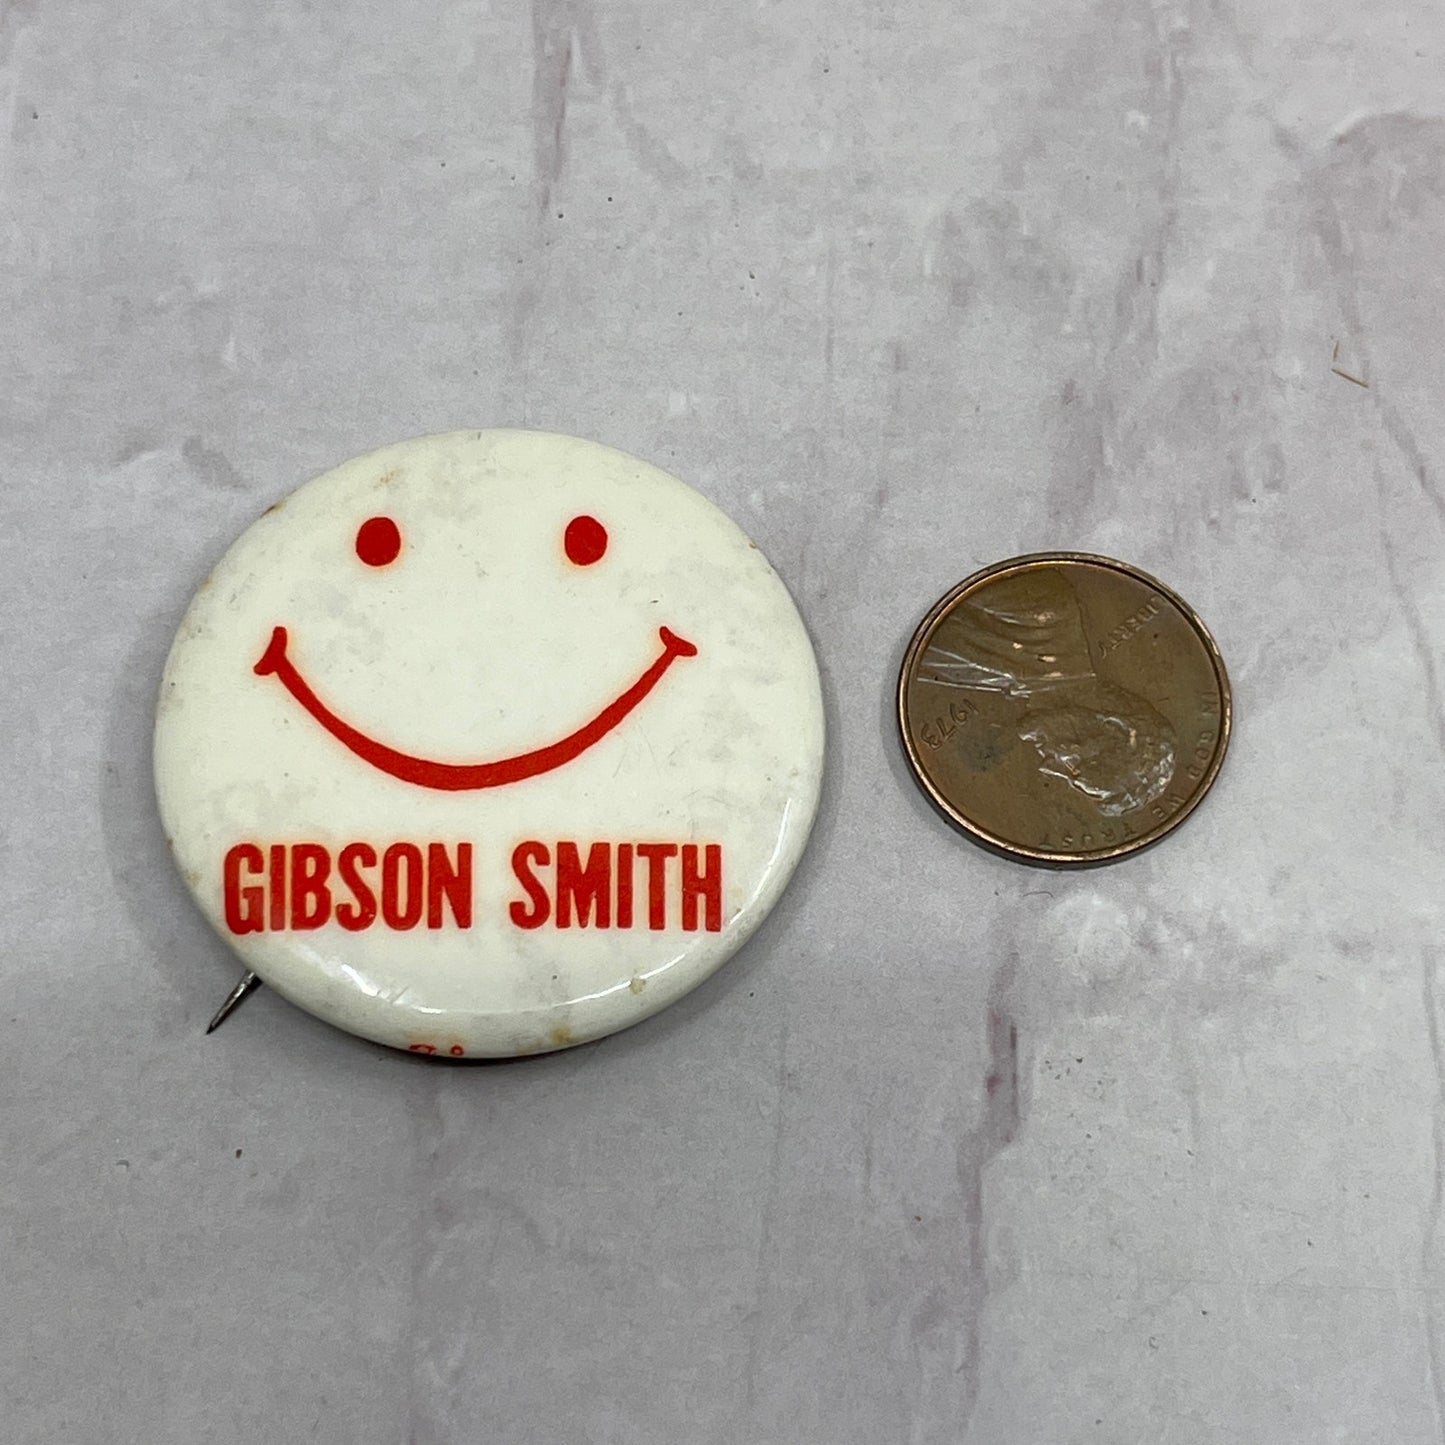 GIBSON SMITH
IN GOD WE TRUST
LIBERTY
1973